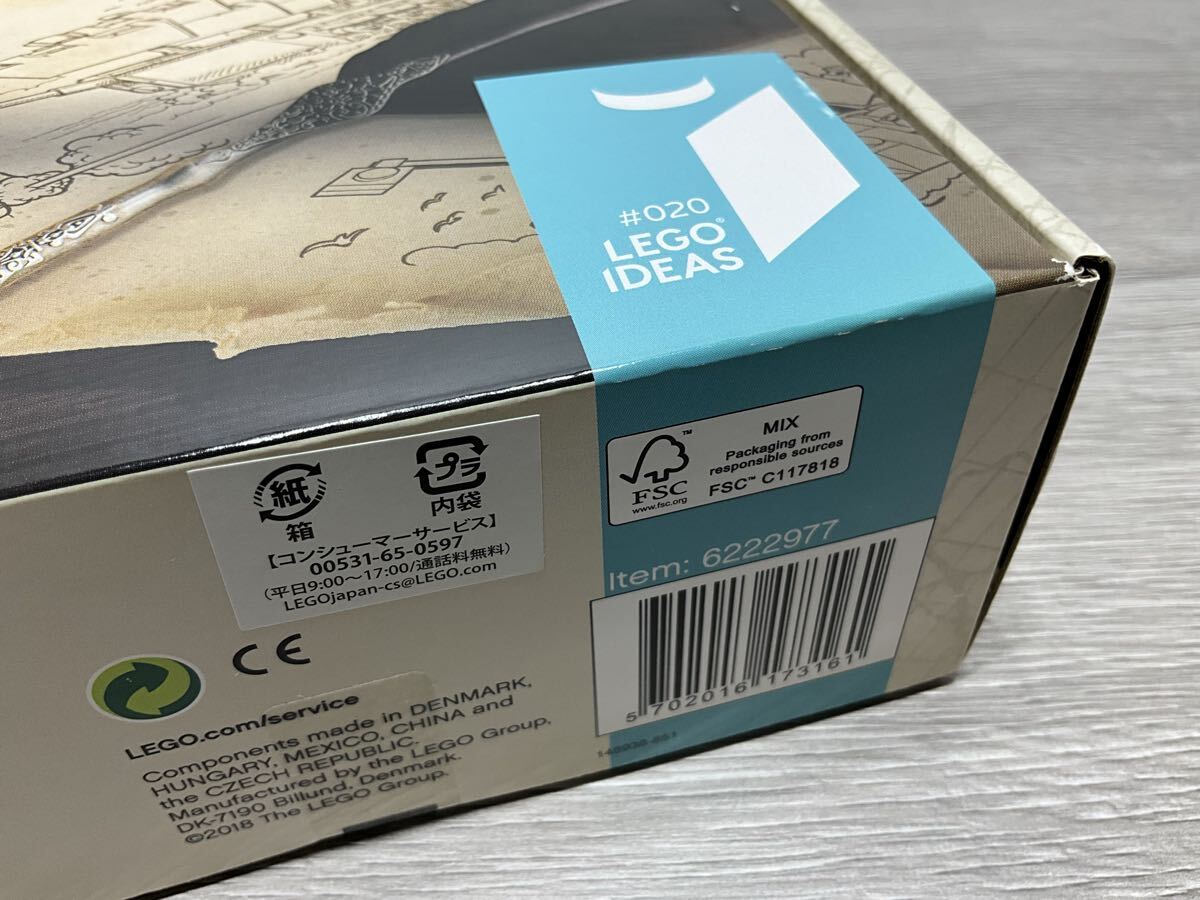 #020
LEGO®
IDEAS
MIX
Packaging from
responsible sources
FSC™ C117818
™
FSC
www.fsc.org
紙
箱
プラ
内袋
【コンシューマーサービス】
00531-65-0597
(平日9:00～17:00/通話料無料)
LEGOjapan-cs@LEGO.com
Item: 6222977
5 702016 173161
CE
LEGO.com/service
Components made in DENMARK,
HUNGARY, MEXICO, CHINA and
the CZECH REPUBLIC.
Manufactured by the LEGO Group,
DK-7190 Billund, Denmark.
©2018 The LEGO Group.